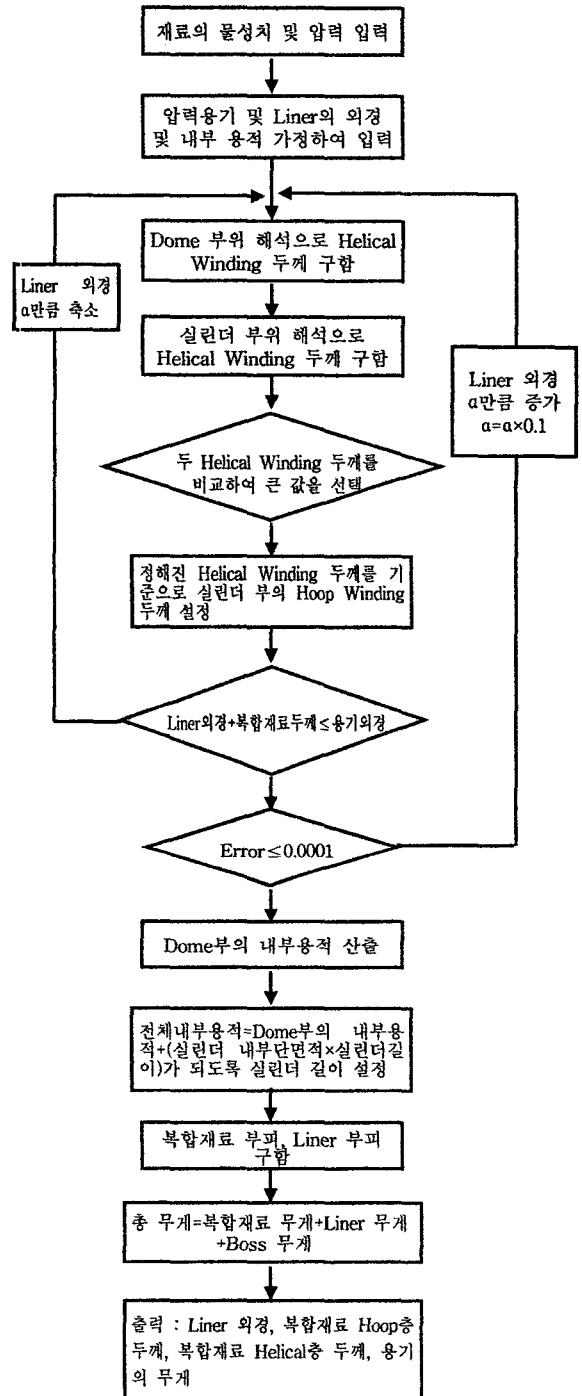 재료의 물성치 및 압력 입력
압력용기 및 Liner의 외경
및 내부 용적 가정하여 입력
Dome 부위 해석으로 Helical
Winding 두께 구함
Liner 외경
α만큼 축소
실린더 부위 해석으로
Helical Winding 두께 구함
Liner 외경
α만큼 증가
α=α×0.1
두 Helical Winding 두께를
비교하여 큰 값을 선택
정해진 Helical Winding 두께를 기
준으로 실린더 부의 Hoop Winding
두께 설정
Liner외경+복합재료두께≤용기외경
Error≤0.0001
Dome부의 내부용적 산출
전체내부용적=Dome부의 내부용
적+(실린더 내부단면적×실린더길
이)가 되도록 실린더 길이 설정
복합재료 부피, Liner 부피
구함
총 무게=복합재료 무게+Liner 무게
+Boss 무게
출력 : Liner 외경, 복합재료 Hoop층
두께, 복합재료 Helical층 두께, 용기
의 무게